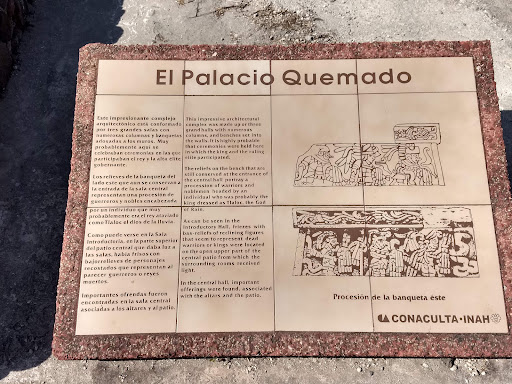 El Palacio Quemado
Este impresionante complejo
arquitectónico está conformado
por tres grandes salas con
numerosas columnas y banquetas
adosadas a los muros. Muy
probablemente aquí se
celebraban ceremonias en las que
participaban el rey y la alta élite
gobernante.
Los relieves de la banqueta del
lado este que aún se conservan a
la entrada de la sala central
representan una procesión de
guerreros y nobles encabezada
por un individuo que muy
probablemente era el rey ataviado
como Tlaloc el dios de la lluvia.
Como puede verse en la Sala
Introductoria, en la parte superior
del patio central que daba luz a
las salas, había frisos con
bajorrelieves de personajes
recostados que representan al
parecer guerreros o reyes
muertos.
Importantes ofrendas fueron
encontradas en la sala central
asociadas a los altares y al patio.
This impressive architectural
complex was made up of three
grand halls with numerous
columns, and benches set into
the walls. It is highly probable
that ceremonies were held here
in which the king and the ruling
elite participated.
The reliefs on the bench that are
still conserved at the entrance of
the central hall portray a
procession of warriors and
noblemen headed by an
individual who was probably the
king dressed as Tlaloc, the God
of Rain.
As can be seen in the
Introductory Hall, friezes with
bas-reliefs of reclining figures
that seem to represent dead
warriors or kings were located
on the open upper part of the
central patio from which the
surrounding rooms received
light.
In the central hall, important
offerings were found, associated
with the altars and the patio.
Procesión de la banqueta éste
CONACULTA·INAH